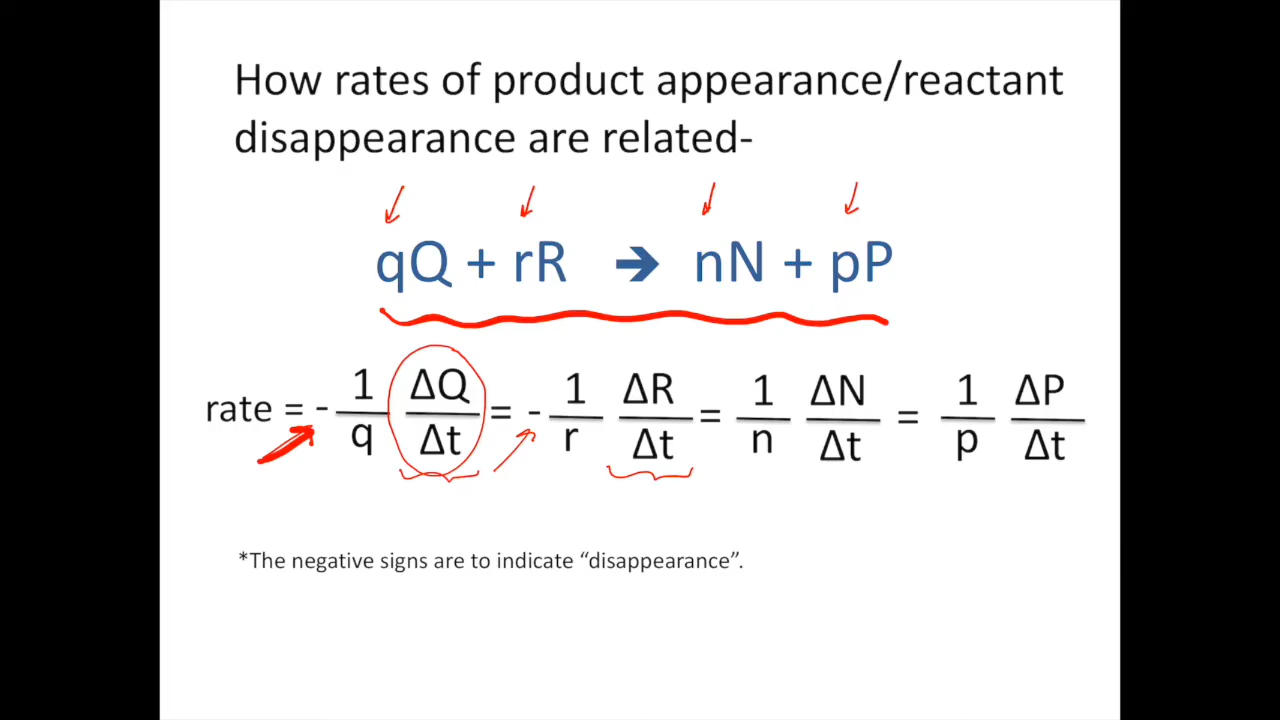 How rates of product appearance/reactant
disappearance are related-
qQ + rR ➔ nN + pP
rate = - 1/q ΔQ/Δt = - 1/r ΔR/Δt = 1/n ΔN/Δt = 1/p ΔP/Δt
*The negative signs are to indicate “disappearance”.